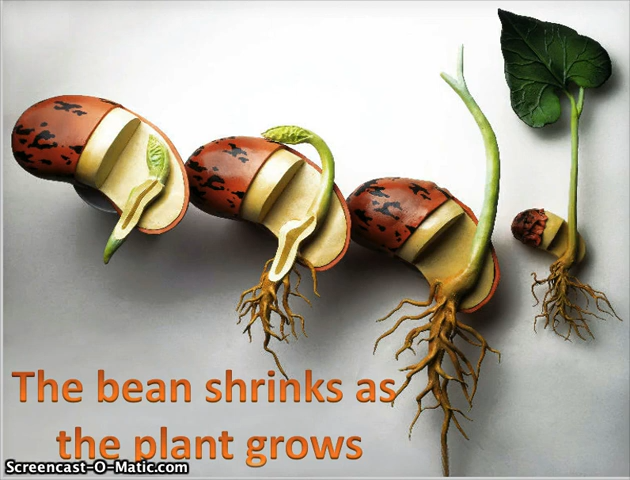 The bean shrinks as
the plant grows
Screencast-O-Matic.com